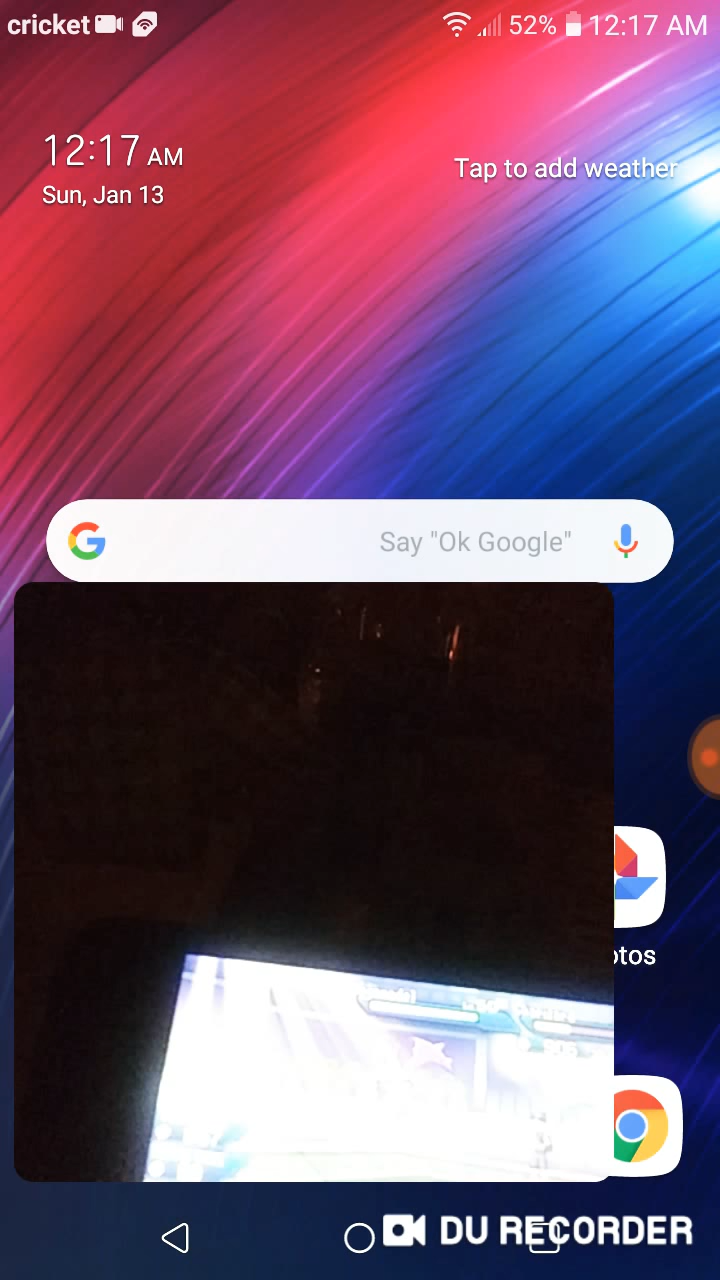 cricket 52% 12:17 AM
12:17 AM
Sun, Jan 13
Tap to add weather
Say "Ok Google"
otos
DU RECORDER